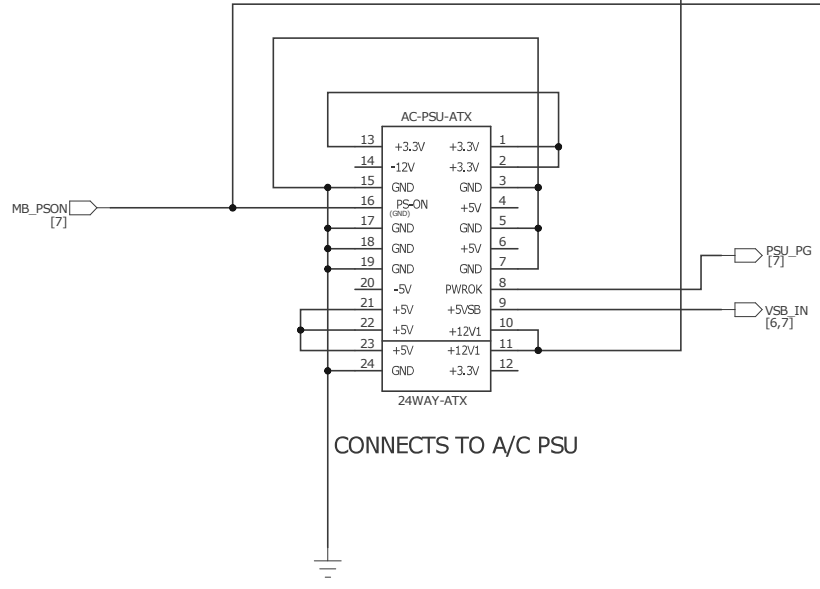 AC-PSU-ATX
13 +3.3V +3.3V 1
14 -12V +3.3V 2
15 GND GND 3
MB_PSON 16 PS-ON +5V 4
[7] (GND)
17 GND GND 5
18 GND +5V 6
19 GND GND 7
PSU_PG
[7]
20 -5V PWROK 8
21 +5V +5VSB 9 VSB_IN
[6,7]
22 +5V +12V1 10
23 +5V +12V1 11
24 GND +3.3V 12
24WAY-ATX
CONNECTS TO A/C PSU